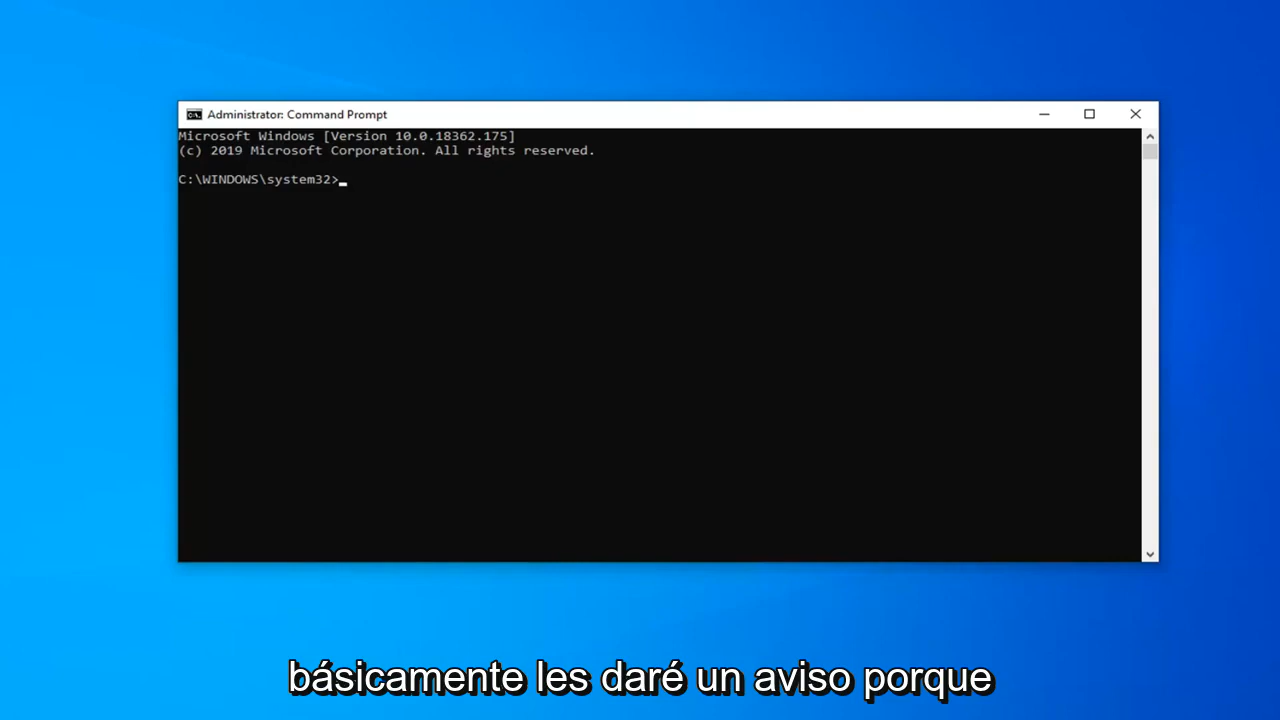 Administrator: Command Prompt
Microsoft Windows [Version 10.0.18362.175]
(c) 2019 Microsoft Corporation. All rights reserved.
C:\WINDOWS\system32>
básicamente les daré un aviso porque